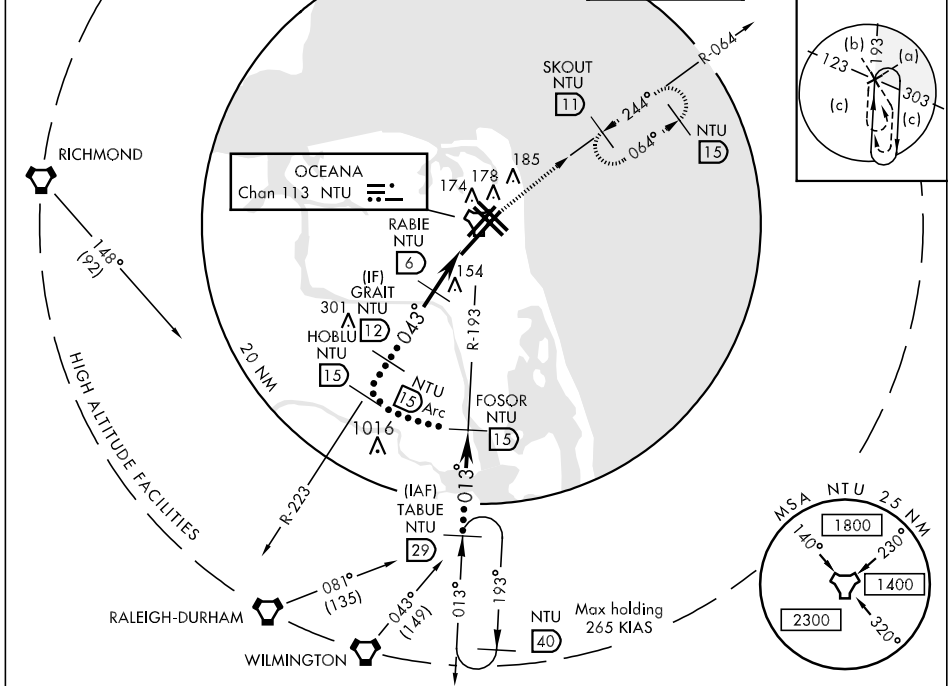 R-064
SKOUT
NTU
11
244°
064°
NTU
15
(b)
193
(a)
123
303
(c)
(c)
RICHMOND
148°
(92)
OCEANA
Chan 113 NTU
174
178
185
RABIE
NTU
6
154
(IF)
GRAIT
NTU
12
301
HOBLU
NTU
15
043°
R-193
20 NM
NTU
15 Arc
FOSOR
NTU
15
1016
HIGH ALTITUDE FACILITIES
R-223
013°
(IAF)
TABUE
NTU
29
081°
(135)
RALEIGH-DURHAM
043°
(149)
WILMINGTON
013°
193°
NTU
40
Max holding
265 KIAS
MSA NTU 25 NM
1800
140°
230°
1400
2300
320°